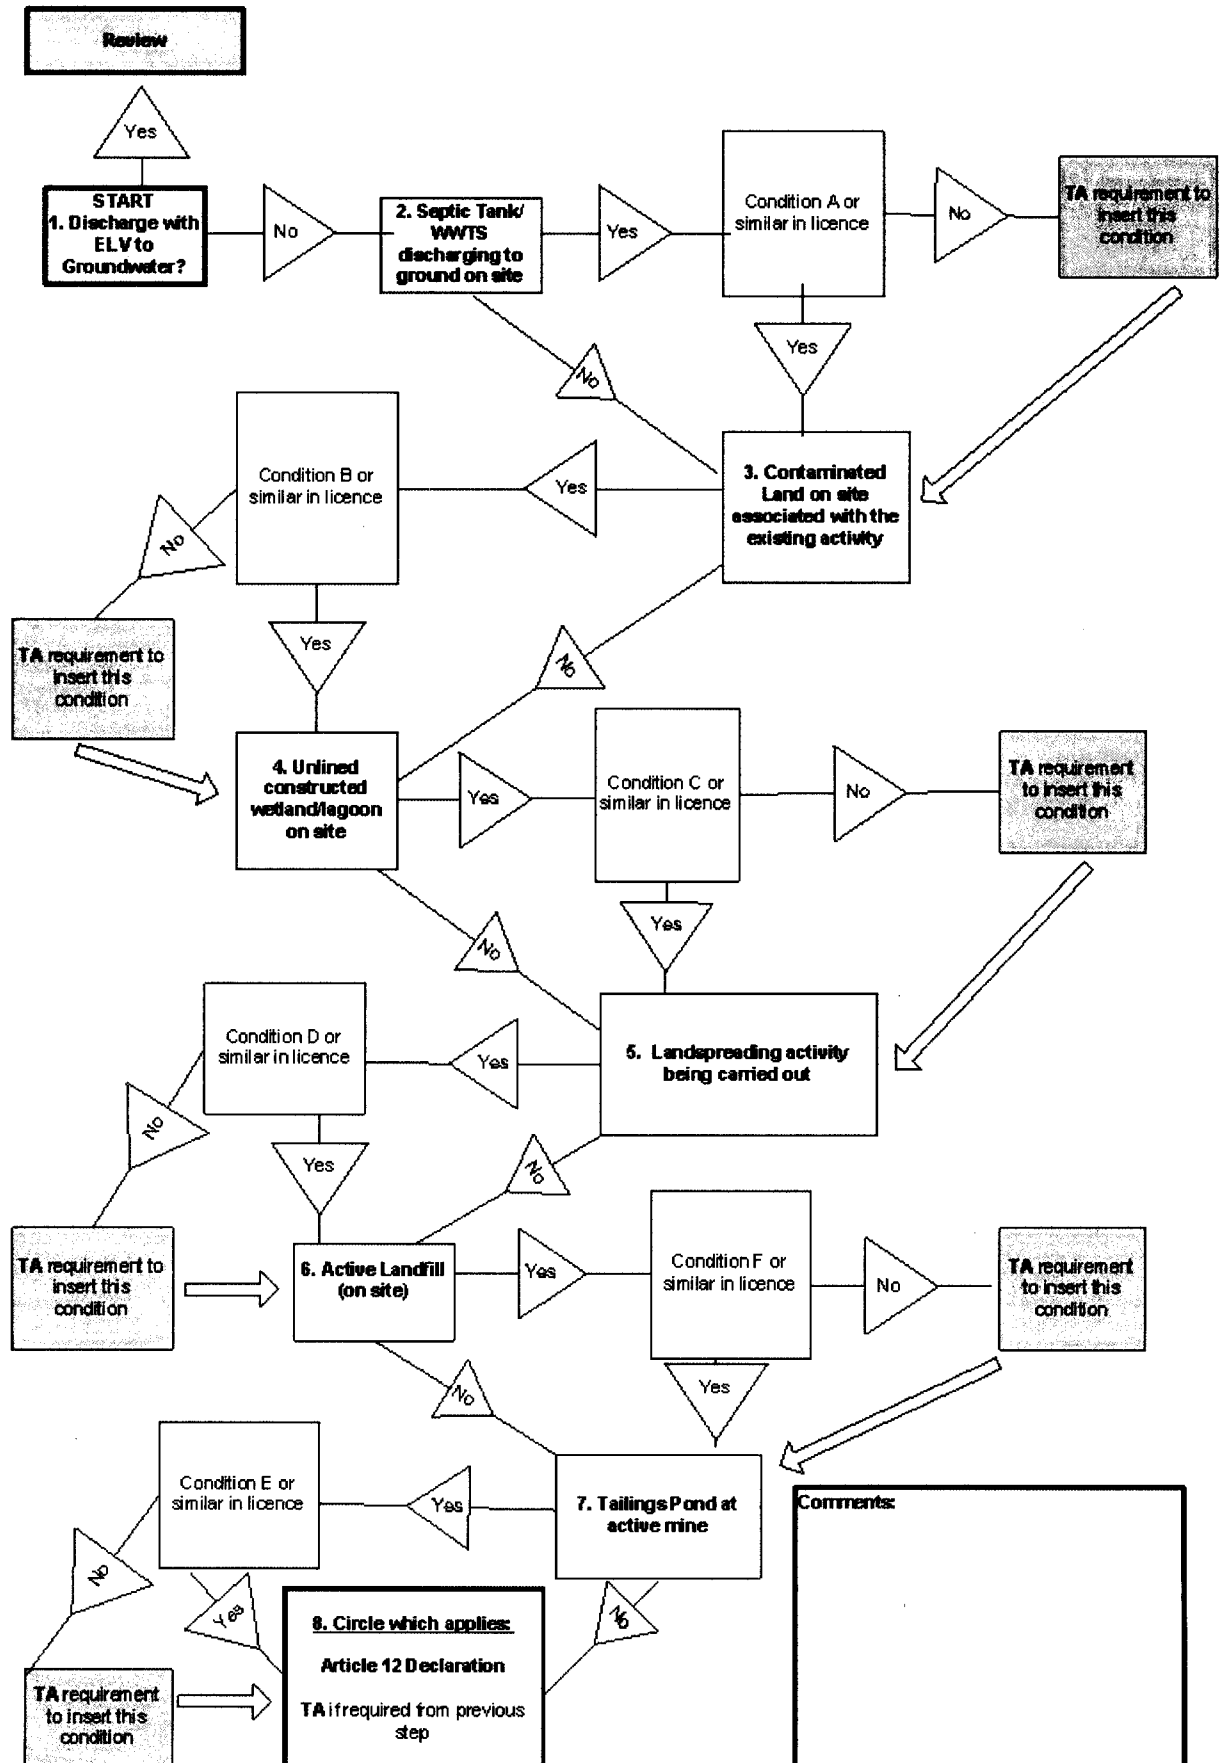 Review
Yes
START
1. Discharge with
ELV to
Groundwater?
No
2. Septic Tank/
WWTS
discharging to
ground on site
Yes
Condition A or
similar in licence
No
TA requirement to
insert this
condition
Yes
No
3. Contaminated
Land on site
associated with the
existing activity
Yes
Condition B or
similar in licence
No
TA requirement to
insert this
condition
Yes
No
4. Unlined
constructed
wetland/lagoon
on site
Yes
Condition C or
similar in licence
No
TA requirement
to insert this
condition
Yes
No
5. Landspreading activity
being carried out
Yes
Condition D or
similar in licence
No
TA requirement to
insert this
condition
Yes
No
6. Active Landfill
(on site)
Yes
Condition F or
similar in licence
No
TA requirement
to insert this
condition
Yes
No
7. Tailings Pond at
active mine
Yes
Condition E or
similar in licence
No
TA requirement
to insert this
condition
Yes
No
8. Circle which applies:
Article 12 Declaration
TA if required from previous
step
Comments: